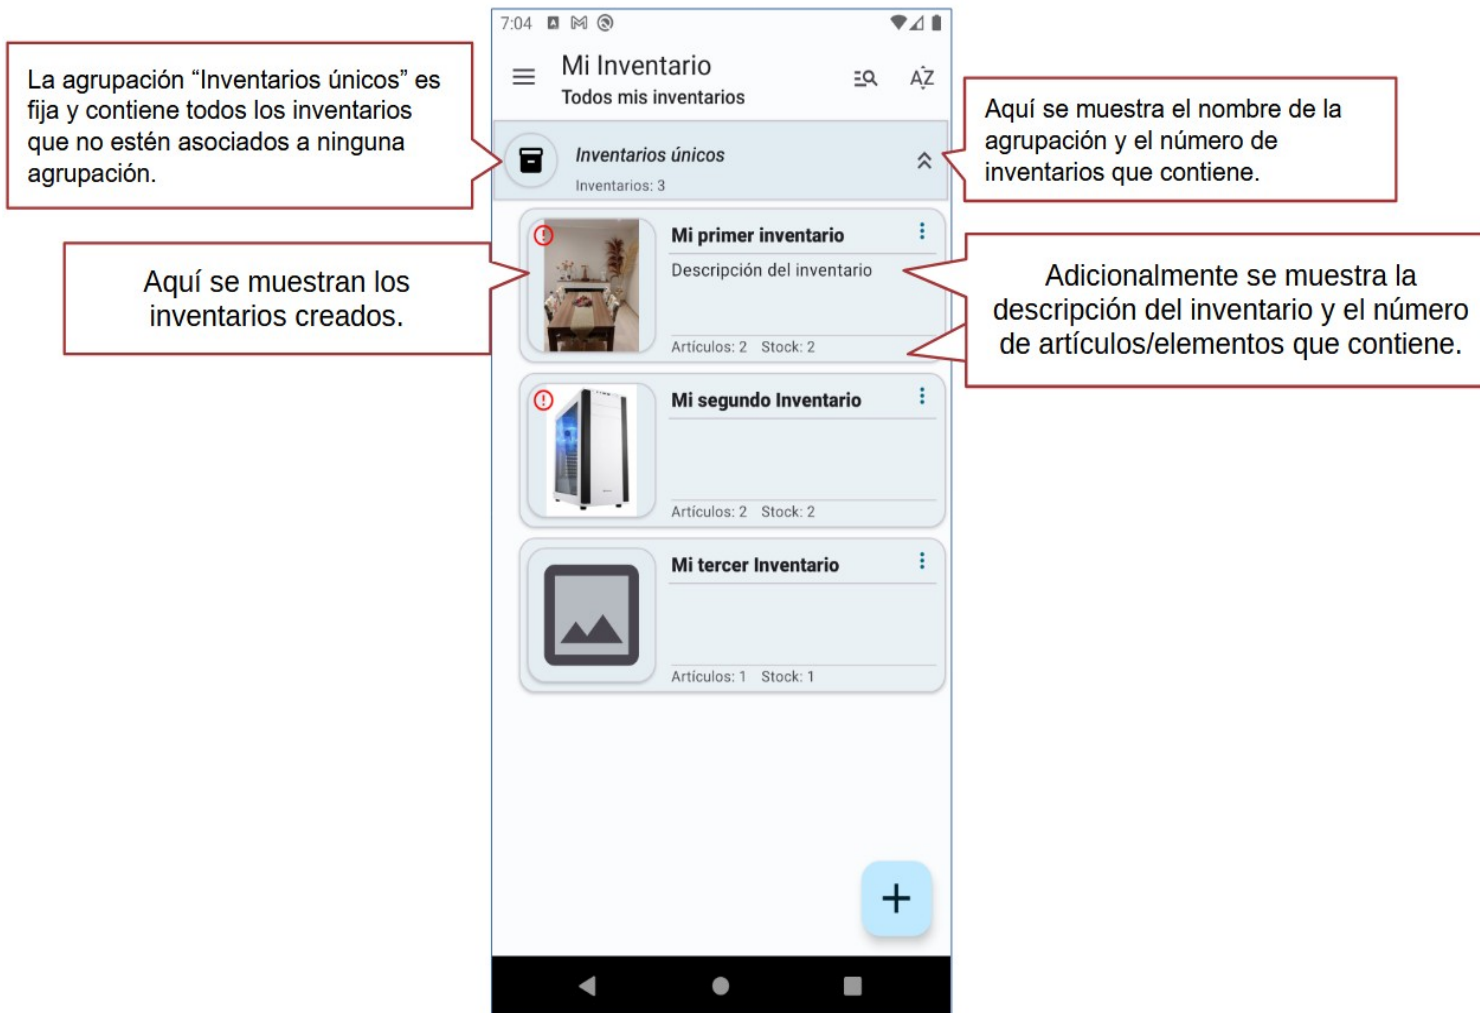 7:04
Mi Inventario
Todos mis inventarios
AZ
La agrupación “Inventarios únicos” es
fija y contiene todos los inventarios
que no estén asociados a ninguna
agrupación.
Inventarios únicos
Inventarios: 3
Aquí se muestra el nombre de la
agrupación y el número de
inventarios que contiene.
Aquí se muestran los
inventarios creados.
Mi primer inventario
Descripción del inventario
Artículos: 2 Stock: 2
Adicionalmente se muestra la
descripción del inventario y el número
de artículos/elementos que contiene.
Mi segundo Inventario
Artículos: 2 Stock: 2
Mi tercer Inventario
Artículos: 1 Stock: 1